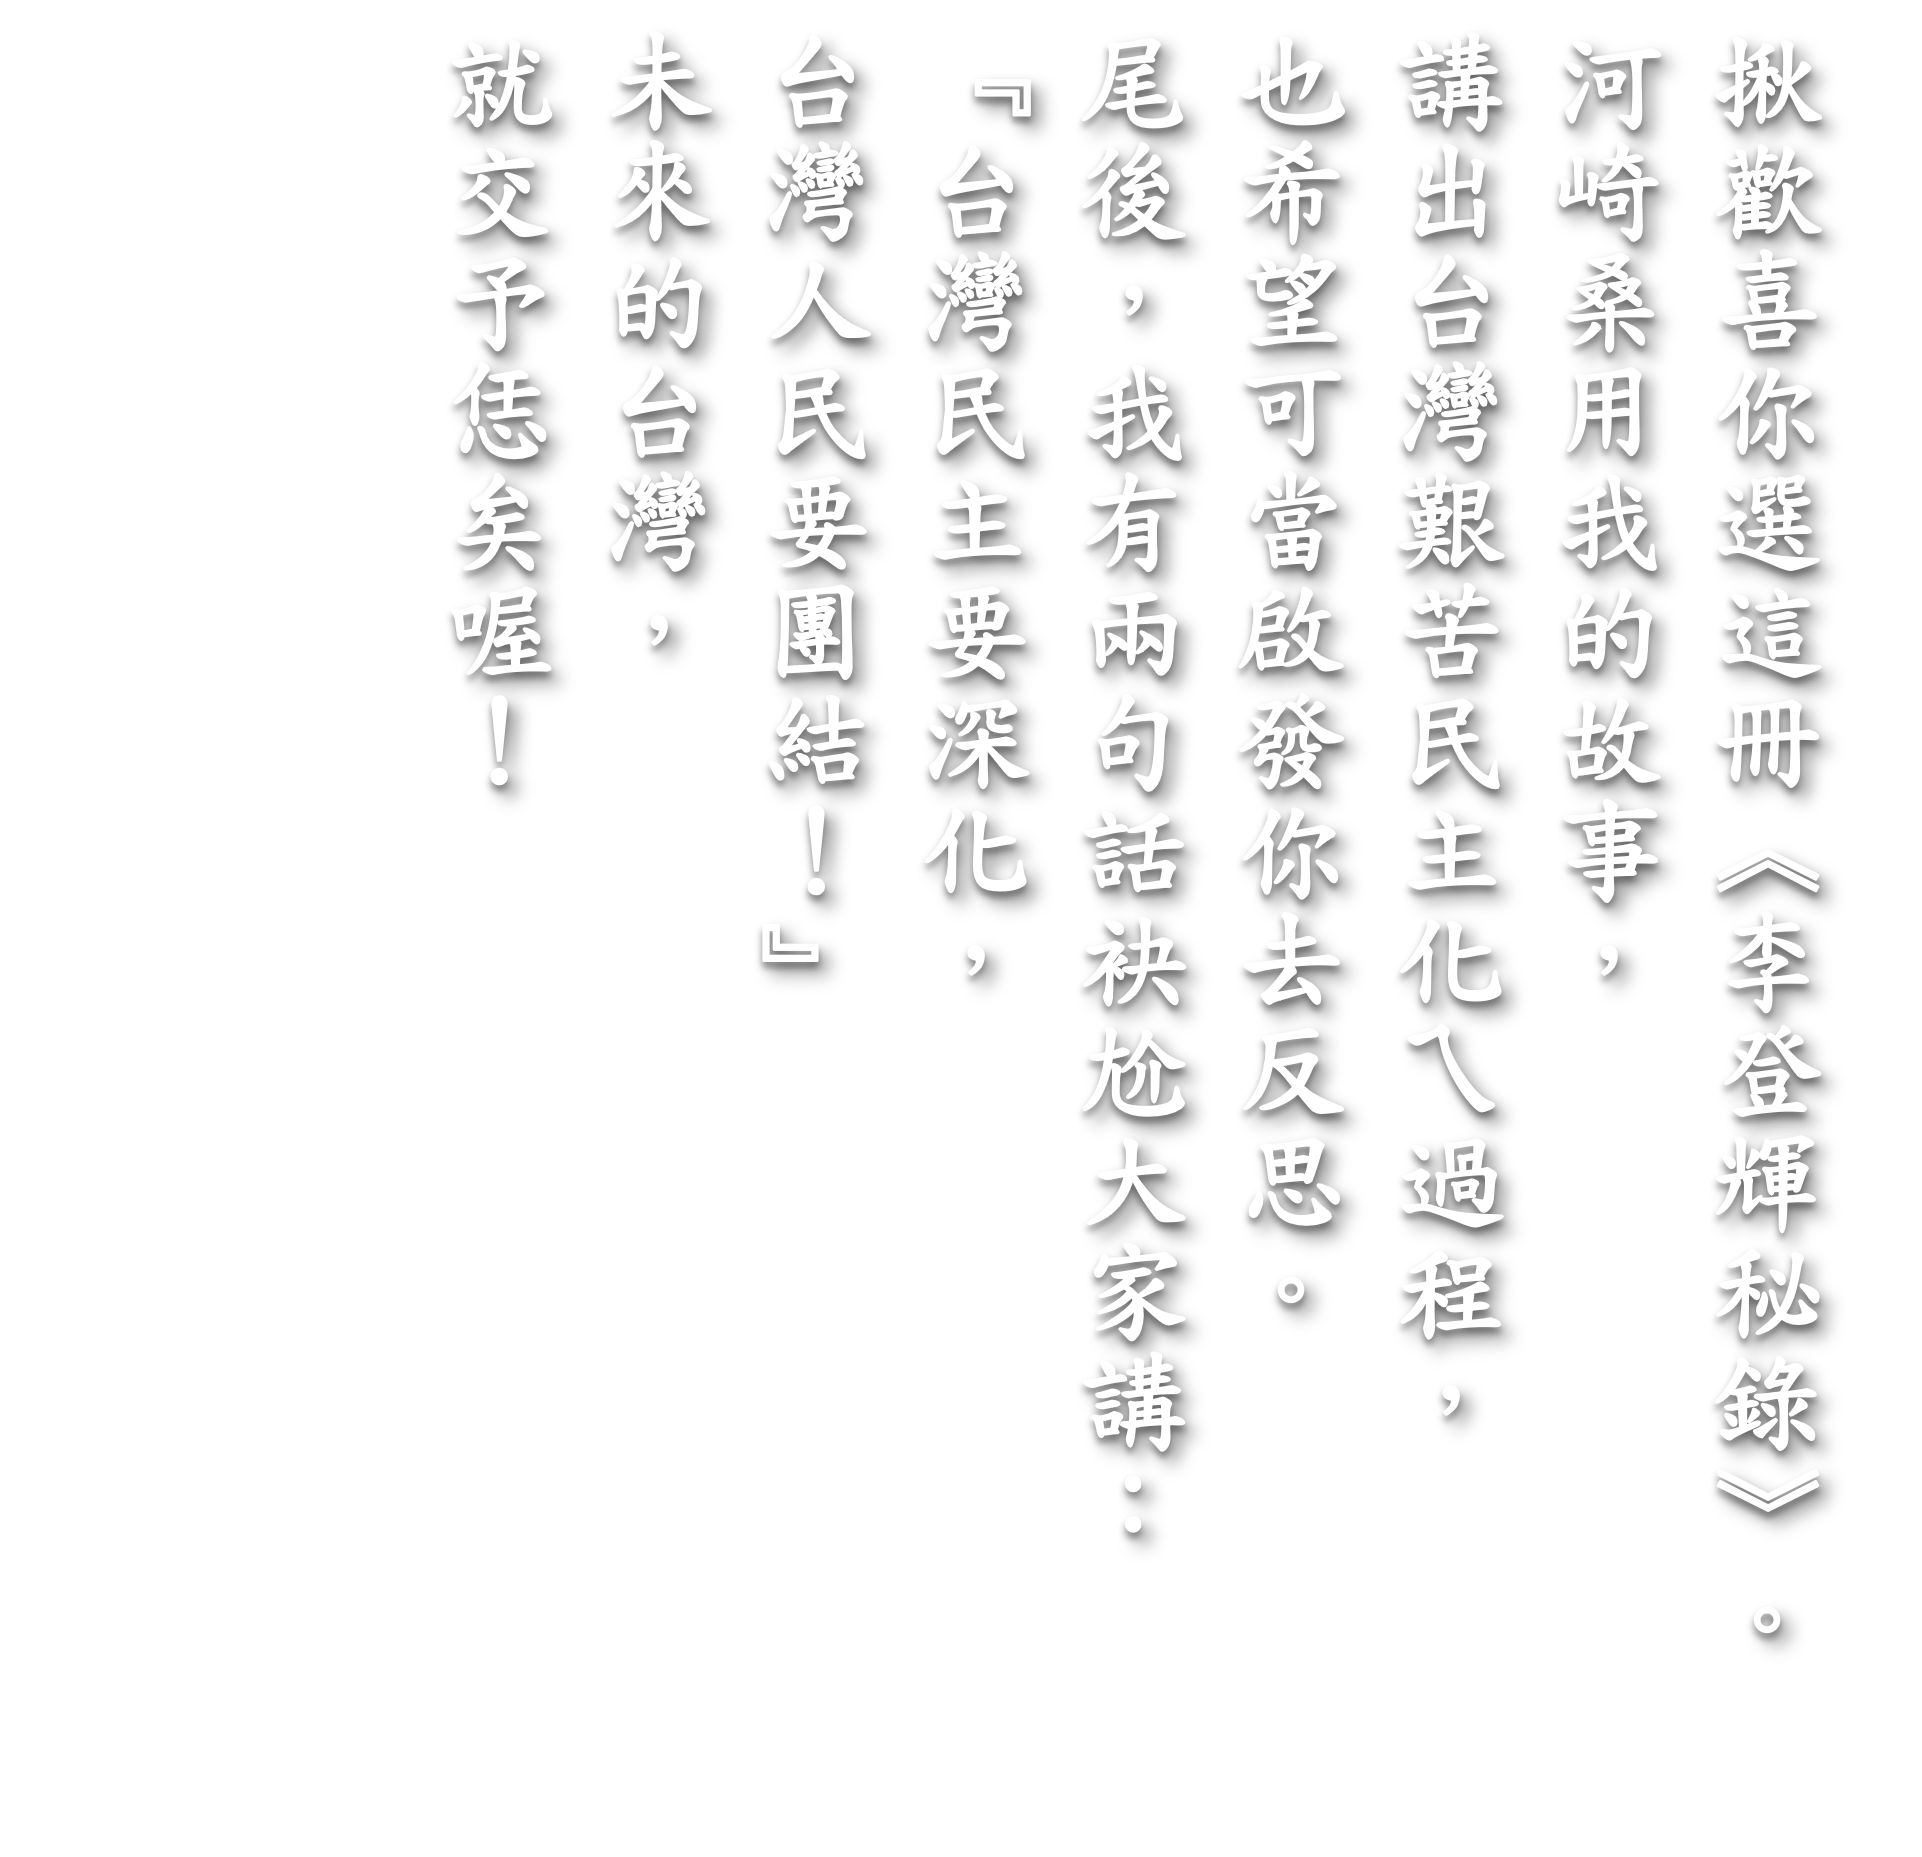 揪歡喜你選這冊《李登輝秘錄》。
河崎桑用我的故事，
講出台灣艱苦民主化ㄟ過程，
也希望可當啟發你去反思。
尾後，我有兩句話袂尬大家講：
『台灣民主要深化，
台灣人民要團結！』
未來的台灣，
就交予恁矣喔！